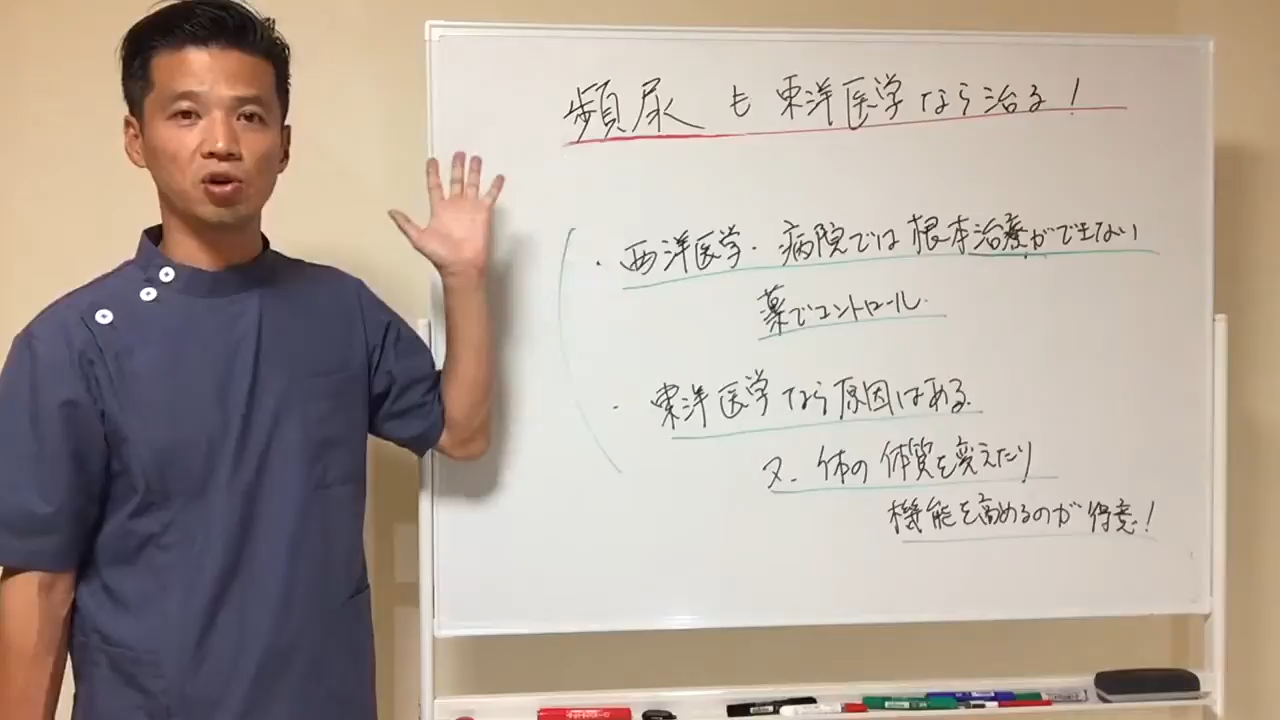 頻尿も東洋医学なら治る!
・西洋医学・病院では根本治療ができない
薬でコントロール
・東洋医学なら原因はある
又、体の体質を変えたり
機能を高めるのが得意!